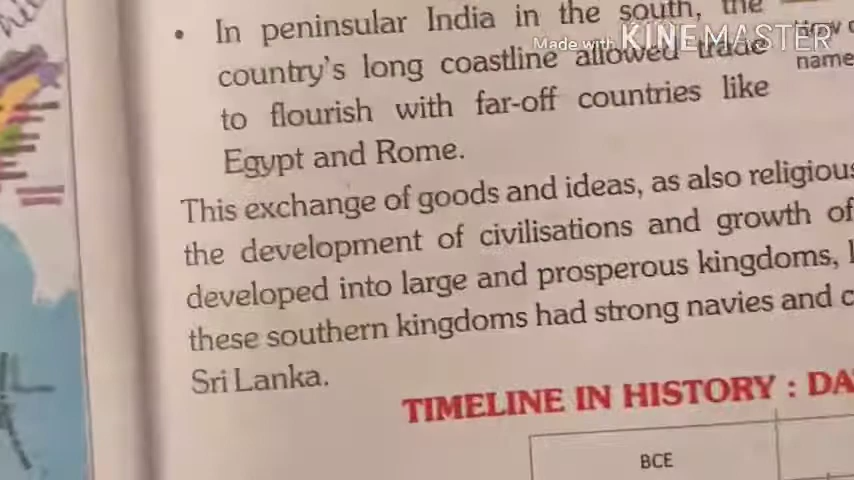 • In peninsular India in the south, the
country's long coastline allowed trade
to flourish with far-off countries like
Egypt and Rome.
This exchange of goods and ideas, as also religious
the development of civilisations and growth of
developed into large and prosperous kingdoms,
these southern kingdoms had strong navies and
Sri Lanka.
TIMELINE IN HISTORY : DA
BCE
name
Made with KINEMASTER